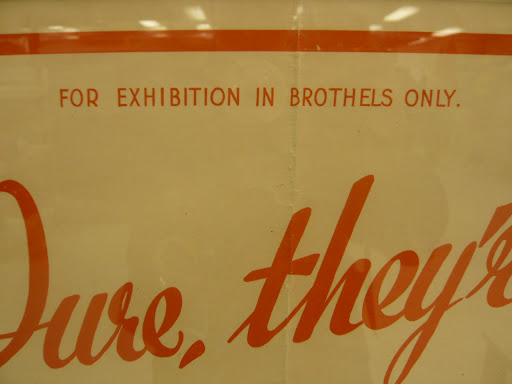 FOR EXHIBITION IN BROTHELS ONLY.
Sure, they'r